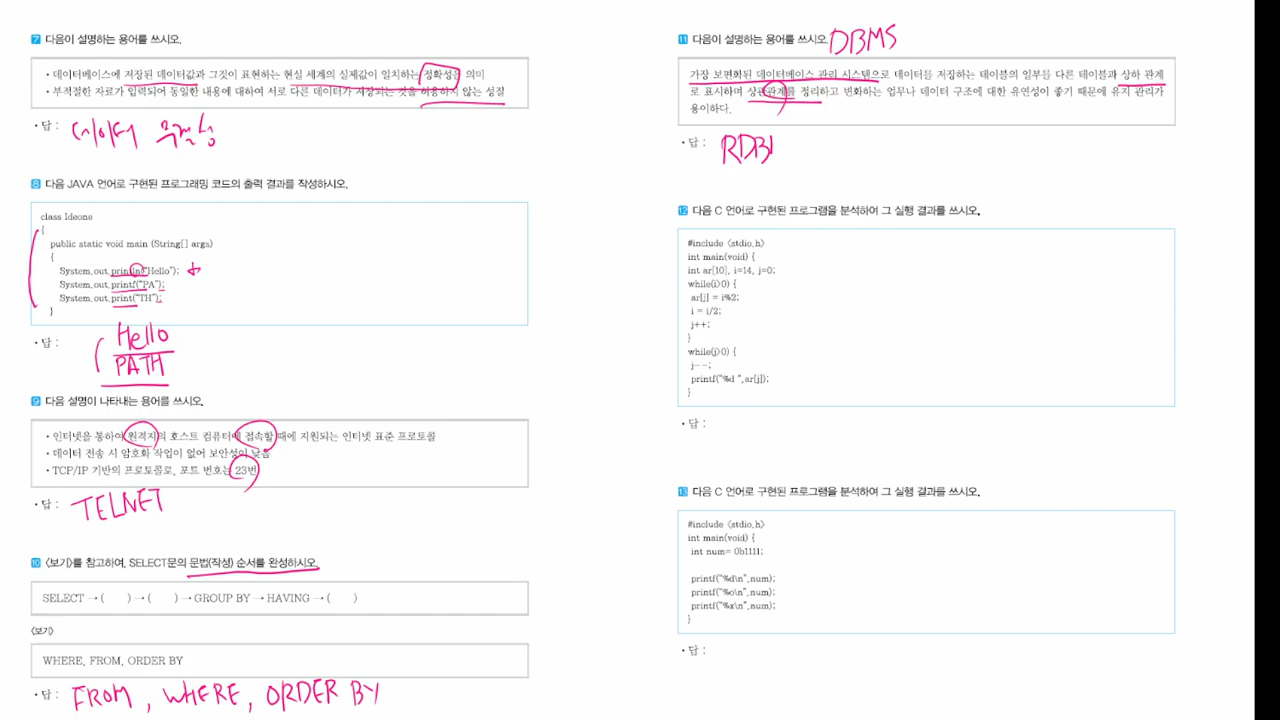 7 다음이 설명하는 용어를 쓰시오.
• 데이터베이스에 저장된 데이터값과 그것이 표현하는 현실 세계의 실제값이 일치하는 정확성을 의미
• 부적절한 자료가 입력되어 동일한 내용에 대하여 서로 다른 데이터가 저장되는 것을 허용하지 않는 성질
• 답 : 데이터 무결성
8 다음 JAVA 언어로 구현된 프로그래밍 코드의 출력 결과를 작성하시오.
class Ideone
{
public static void main (String[] args)
{
System.out.println("Hello");
System.out.printf("PA");
System.out.print("TH");
}
• 답 : Hello
PATH
9 다음 설명이 나타내는 용어를 쓰시오.
• 인터넷을 통하여 원격지의 호스트 컴퓨터에 접속할 때에 지원되는 인터넷 표준 프로토콜
• 데이터 전송 시 암호화 작업이 없어 보안성이 낮음
• TCP/IP 기반의 프로토콜로, 포트 번호는 23번
• 답 : TELNET
10 〈보기〉를 참고하여, SELECT문의 문법(작성) 순서를 완성하시오.
SELECT → (    ) → (    ) → GROUP BY → HAVING → (    )
〈보기〉
WHERE, FROM, ORDER BY
• 답 : FROM , WHERE, ORDER BY
11 다음이 설명하는 용어를 쓰시오. DBMS
가장 보편화된 데이터베이스 관리 시스템으로 데이터를 저장하는 테이블의 일부를 다른 테이블과 상하 관계
로 표시하며 상관관계를 정리하고 변화하는 업무나 데이터 구조에 대한 유연성이 좋기 때문에 유지 관리가
용이하다.
• 답 : RDBM
12 다음 C 언어로 구현된 프로그램을 분석하여 그 실행 결과를 쓰시오.
#include <stdio.h>
int main(void) {
int ar[10], i=14, j=0;
while(i>0) {
ar[j] = i%2;
i = i/2;
j++;
}
while(j>0) {
j--;
printf("%d ",ar[j]);
}
• 답 :
13 다음 C 언어로 구현된 프로그램을 분석하여 그 실행 결과를 쓰시오.
#include <stdio.h>
int main(void) {
int num= 0b1111;
printf("%d\n",num);
printf("%o\n",num);
printf("%x\n",num);
}
• 답 :